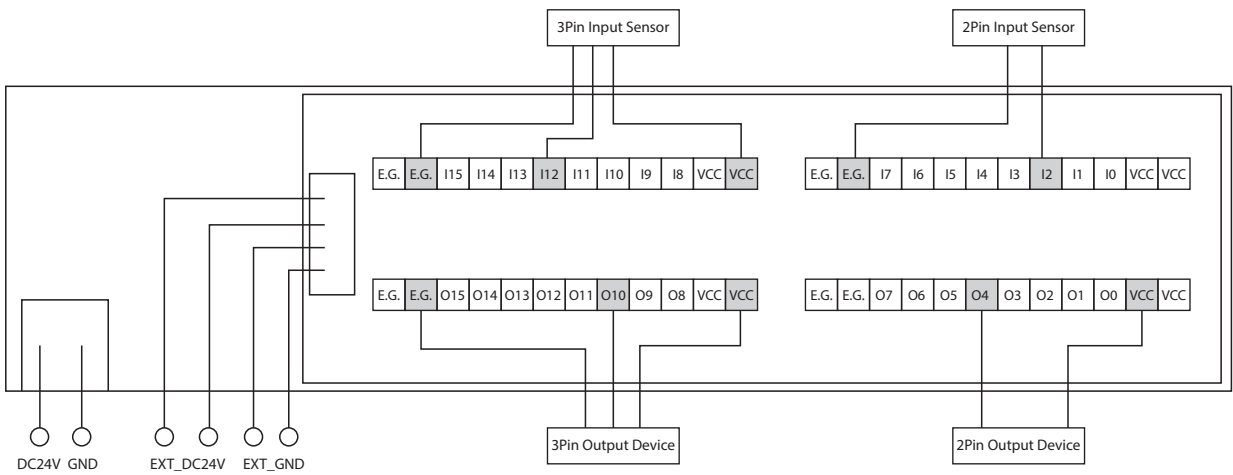 3Pin Input Sensor
2Pin Input Sensor
E.G. E.G. I15 I14 I13 I12 I11 I10 I9 I8 VCC VCC
E.G. E.G. I7 I6 I5 I4 I3 I2 I1 I0 VCC VCC
E.G. E.G. O15 O14 O13 O12 O11 O10 O9 O8 VCC VCC
E.G. E.G. O7 O6 O5 O4 O3 O2 O1 O0 VCC VCC
3Pin Output Device
2Pin Output Device
DC24V GND EXT_DC24V EXT_GND